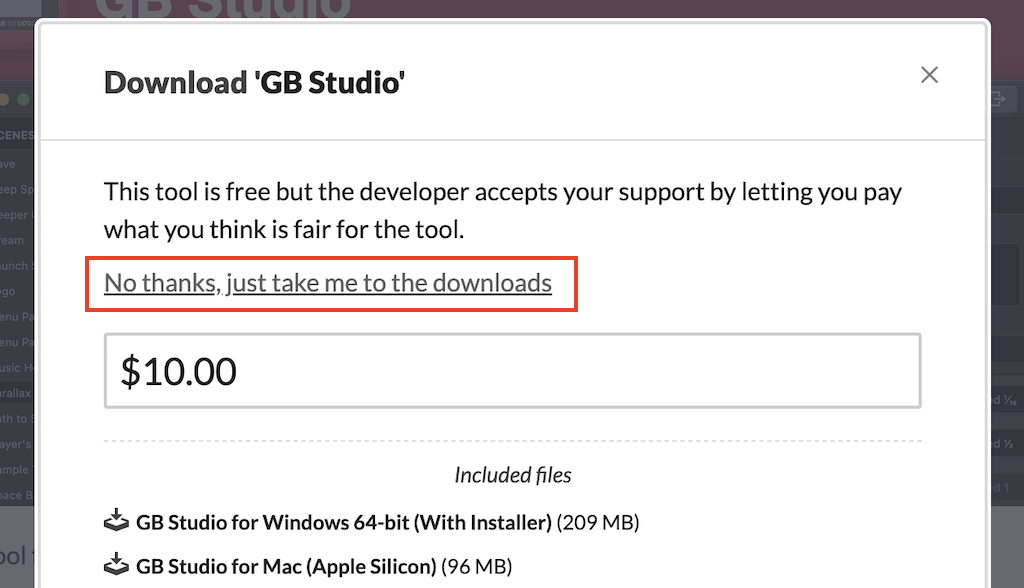 GB Studio
Download 'GB Studio'
This tool is free but the developer accepts your support by letting you pay
what you think is fair for the tool.
No thanks, just take me to the downloads
$10.00
Included files
GB Studio for Windows 64-bit (With Installer) (209 MB)
GB Studio for Mac (Apple Silicon) (96 MB)